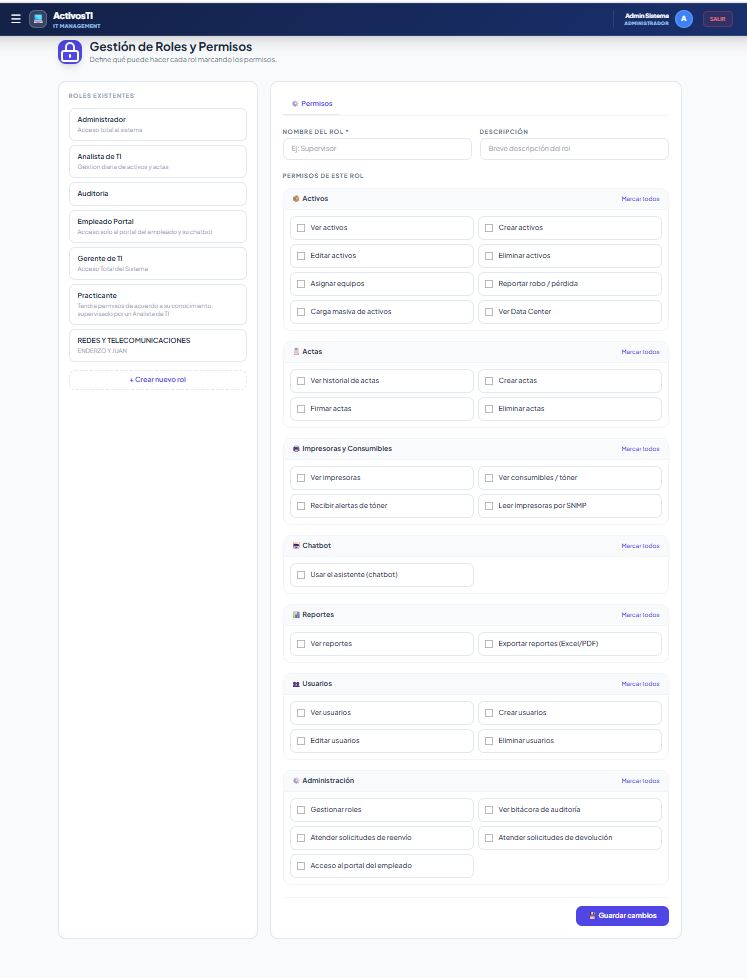 ActivosTI
IT MANAGEMENT
Admin Sistema
ADMINISTRADOR
A
SALIR
Gestión de Roles y Permisos
Define qué puede hacer cada rol marcando los permisos.
ROLES EXISTENTES
Administrador
Acceso total al sistema
Analista de TI
Gestion diaria de activos y actas
Auditoria
Empleado Portal
Acceso solo al portal del empleado y su chatbot
Gerente de TI
Acceso Total del Sistema
Practicante
Tendra permisos de acuerdo a su conocimiento,
supervisado por un Analista de TI
REDES Y TELECOMUNICACIONES
ENDERZO Y JUAN
+ Crear nuevo rol
Permisos
NOMBRE DEL ROL *
DESCRIPCIÓN
Ej: Supervisor
Breve descripción del rol
PERMISOS DE ESTE ROL
Activos
Marcar todos
Ver activos
Crear activos
Editar activos
Eliminar activos
Asignar equipos
Reportar robo / pérdida
Carga masiva de activos
Ver Data Center
Actas
Marcar todos
Ver historial de actas
Crear actas
Firmar actas
Eliminar actas
Impresoras y Consumibles
Marcar todos
Ver impresoras
Ver consumibles / tóner
Recibir alertas de tóner
Leer impresoras por SNMP
Chatbot
Marcar todos
Usar el asistente (chatbot)
Reportes
Marcar todos
Ver reportes
Exportar reportes (Excel/PDF)
Usuarios
Marcar todos
Ver usuarios
Crear usuarios
Editar usuarios
Eliminar usuarios
Administración
Marcar todos
Gestionar roles
Ver bitácora de auditoría
Atender solicitudes de reenvío
Atender solicitudes de devolución
Acceso al portal del empleado
Guardar cambios